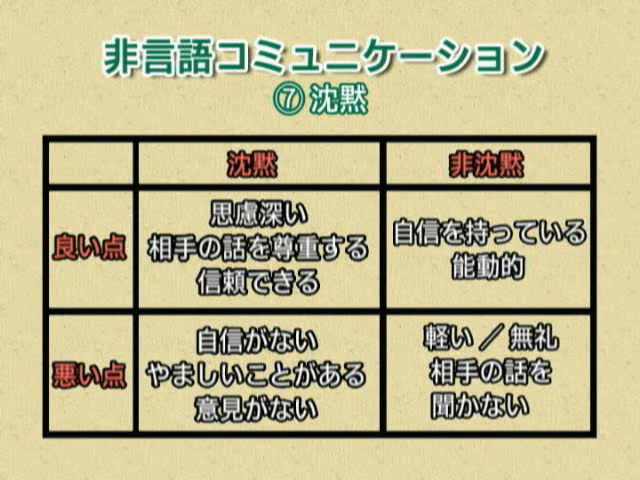 非言語コミュニケーション
⑦ 沈黙
沈黙
非沈黙
良い点
思慮深い
相手の話を尊重する
信頼できる
自信を持っている
能動的
悪い点
自信がない
やましいことがある
意見がない
軽い / 無礼
相手の話を
聞かない